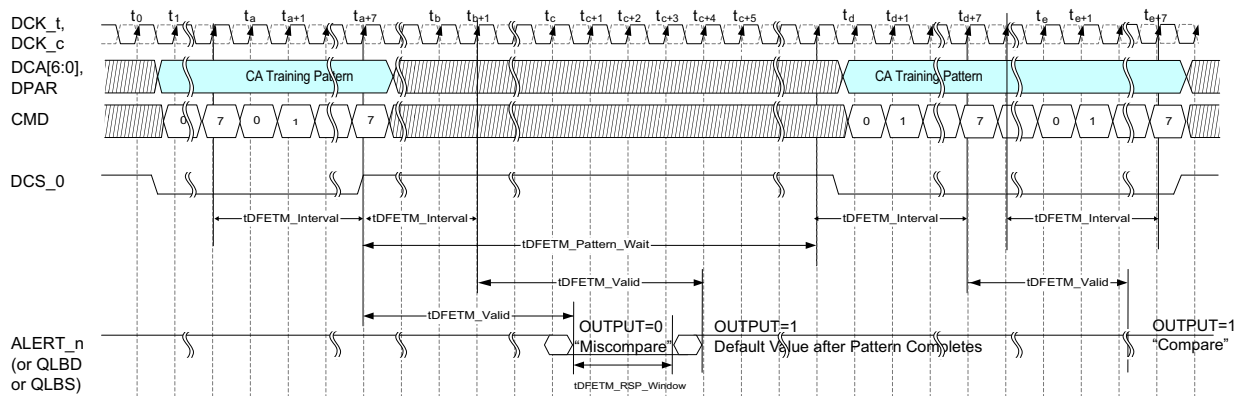 DCK_t,
DCK_c
t0 t1 ta ta+1 ta+7 tb tb+1 tc tc+1 tc+2 tc+3 tc+4 tc+5 td td+1 td+7 te te+1 te+7
DCA[6:0],
DPAR
CA Training Pattern CA Training Pattern
CMD
0 7 0 1 7 0 1 7 0 1 7
DCS_0
tDFETM_Interval tDFETM_Interval tDFETM_Interval tDFETM_Interval
tDFETM_Pattern_Wait
tDFETM_Valid tDFETM_Valid
tDFETM_Valid
ALERT_n
(or QLBD
or QLBS)
OUTPUT=0
“Miscompare”
OUTPUT=1
Default Value after Pattern Completes
OUTPUT=1
“Compare”
tDFETM_RSP_Window